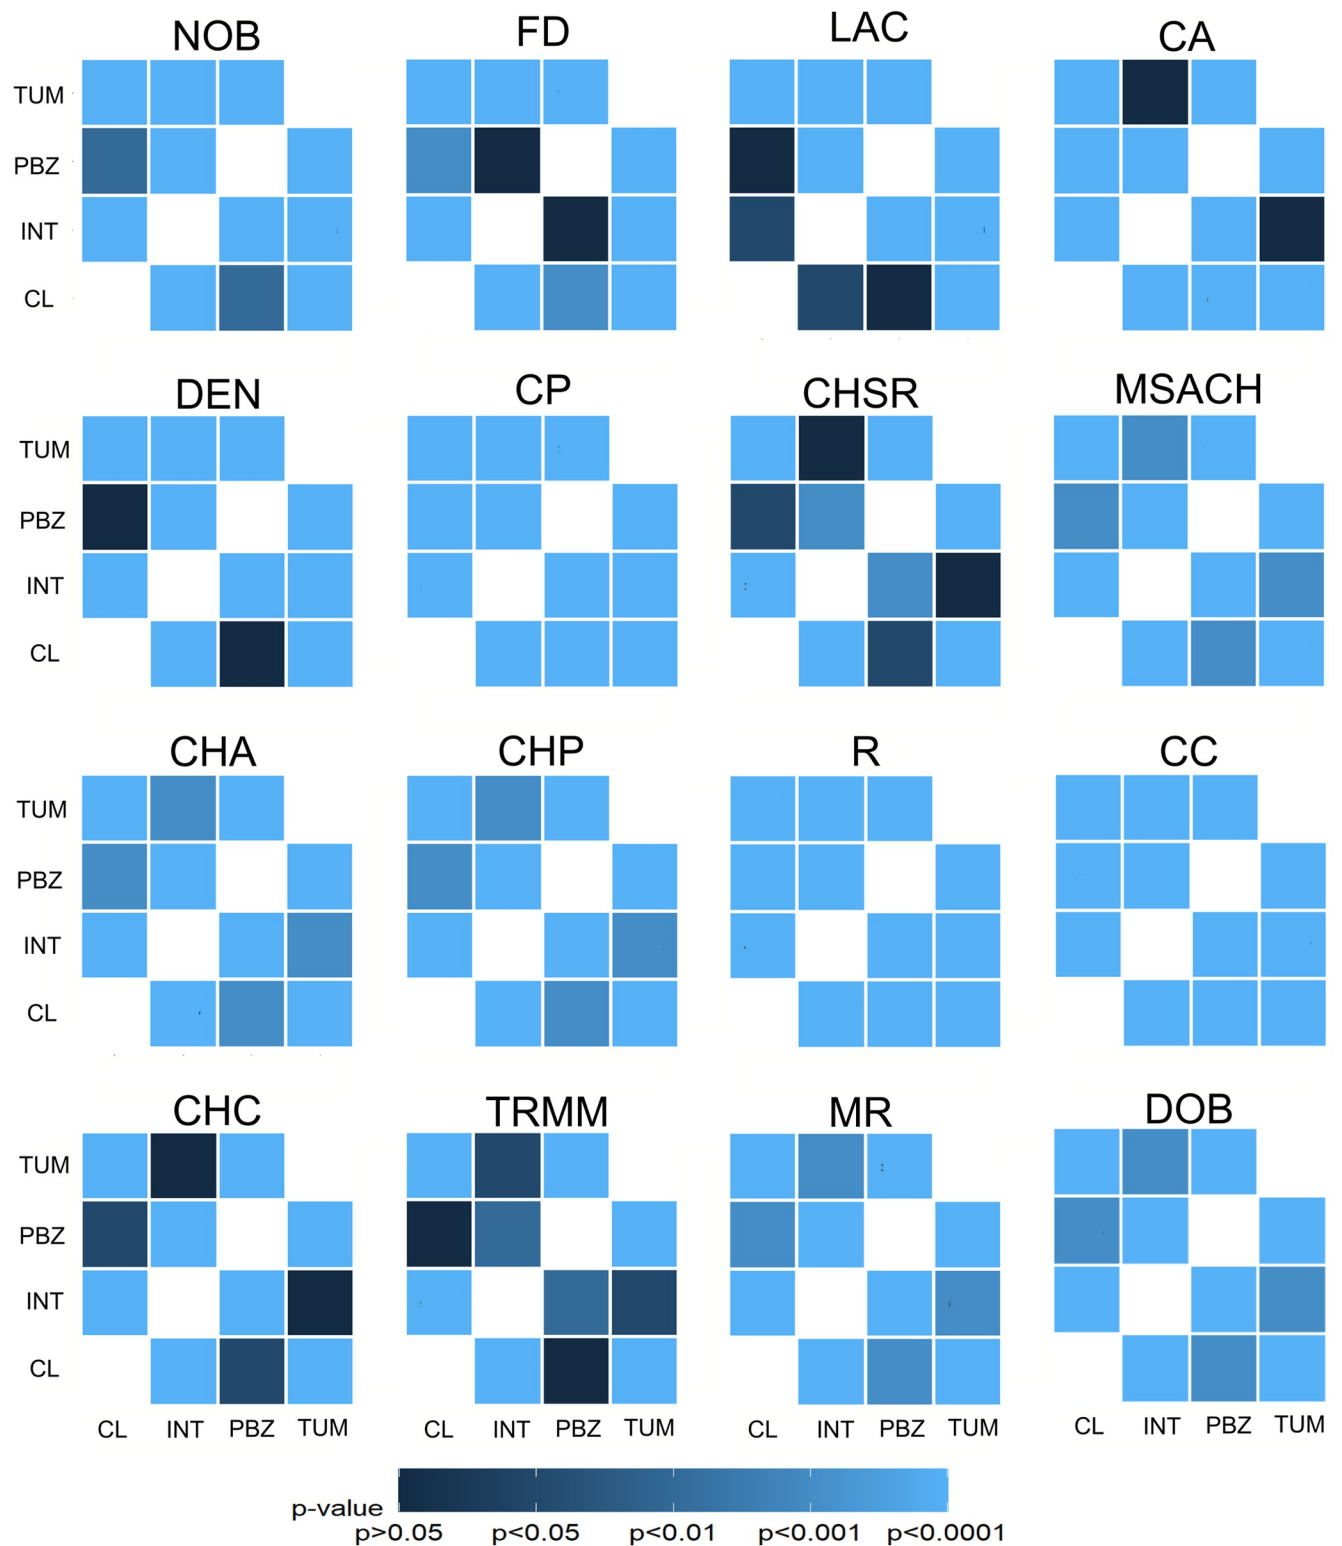 NOB FD LAC CA
TUM
PBZ
INT
CL
DEN CP CHSR MSACH
TUM
PBZ
INT
CL
CHA CHP R CC
TUM
PBZ
INT
CL
CHC TRMM MR DOB
TUM
PBZ
INT
CL
CL INT PBZ TUM CL INT PBZ TUM CL INT PBZ TUM CL INT PBZ TUM
p-value
p>0.05 p<0.05 p<0.01 p<0.001 p<0.0001